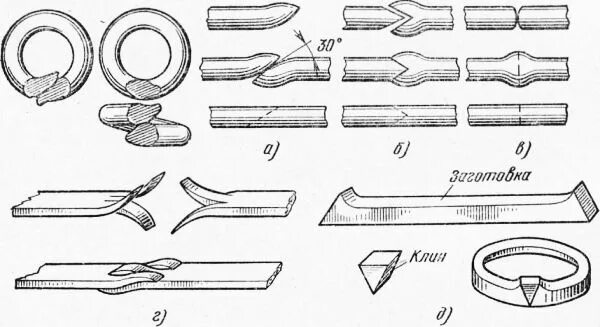 30°
а)
б)
в)
Заготовка
Клин
г)
д)